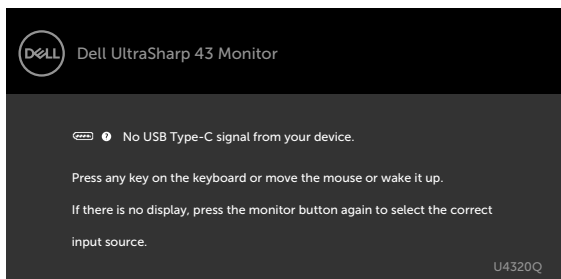 DELL
Dell UltraSharp 43 Monitor
No USB Type-C signal from your device.
Press any key on the keyboard or move the mouse or wake it up.
If there is no display, press the monitor button again to select the correct
input source.
U4320Q